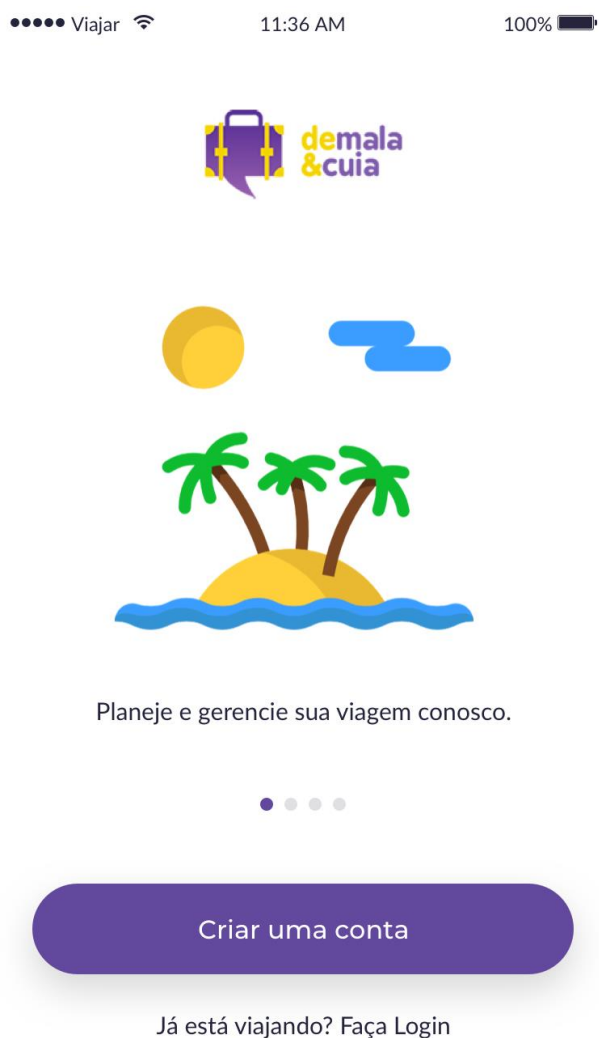 Viajar
11:36 AM
100%
demala
&cuia
Planeje e gerencie sua viagem conosco.
Criar uma conta
Já está viajando? Faça Login